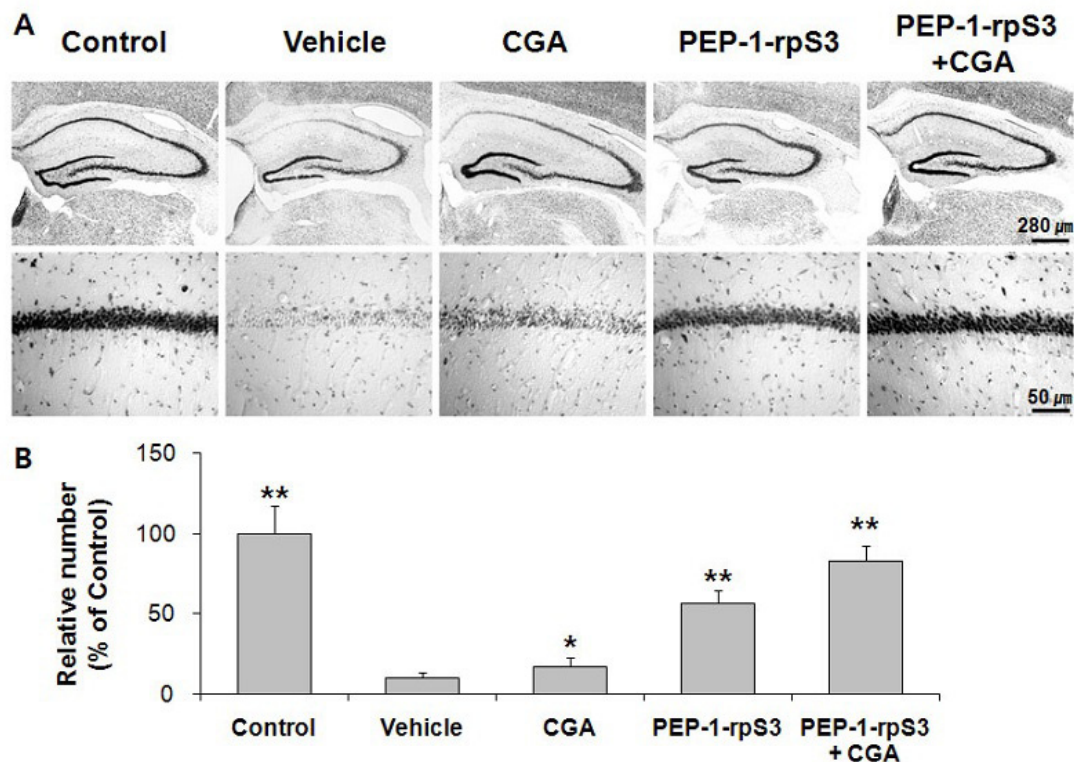 A
Control
Vehicle
CGA
PEP-1-rpS3
PEP-1-rpS3
+CGA
280 µm
50 µm
B
Relative number
(% of Control)
150
100
50
0
**
*
**
**
Control
Vehicle
CGA
PEP-1-rpS3
PEP-1-rpS3
+ CGA